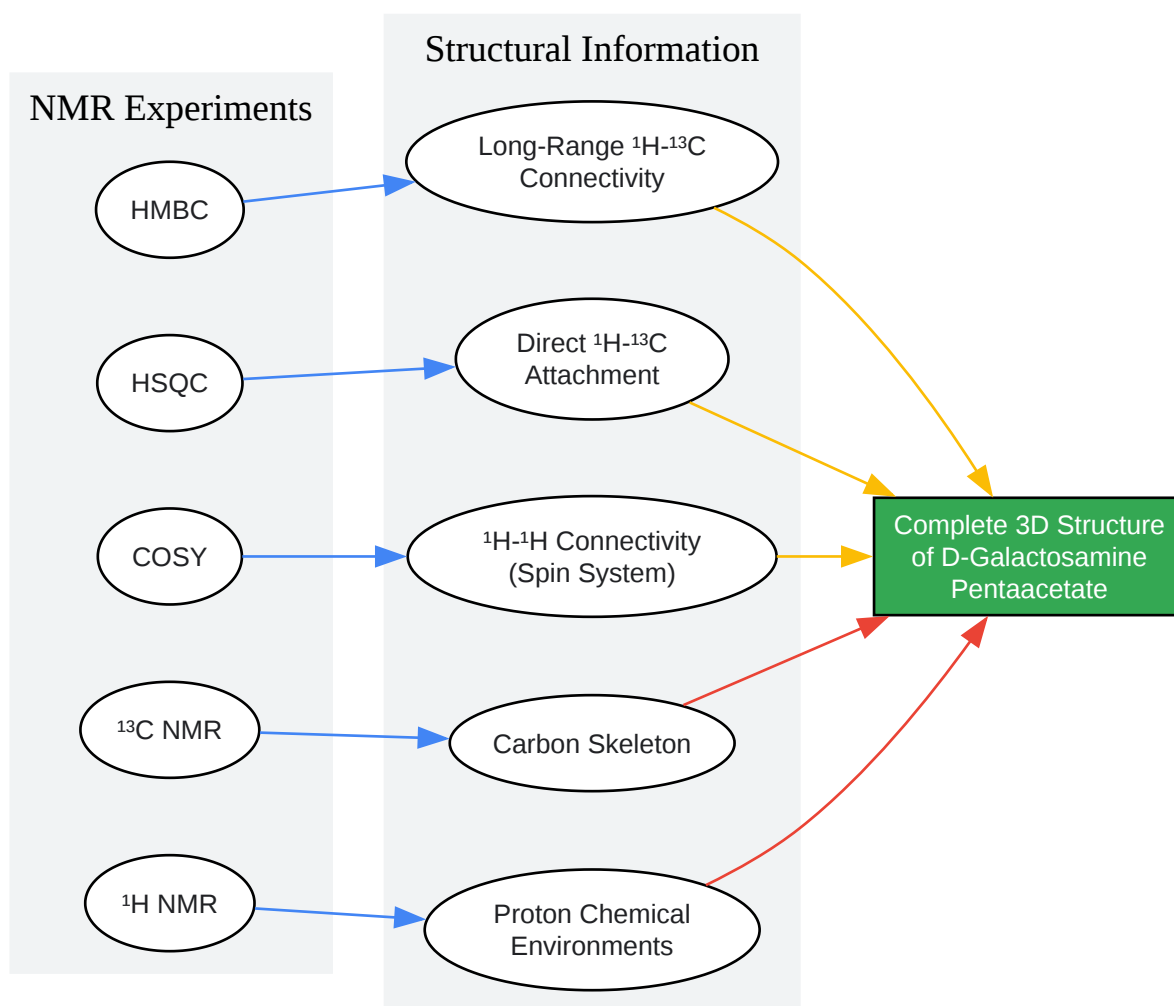 Structural Information
NMR Experiments
HMBC
HSQC
COSY
¹³C NMR
¹H NMR
Long-Range ¹H-¹³C
Connectivity
Direct ¹H-¹³C
Attachment
¹H-¹H Connectivity
(Spin System)
Carbon Skeleton
Proton Chemical
Environments
Complete 3D Structure
of D-Galactosamine
Pentaacetate